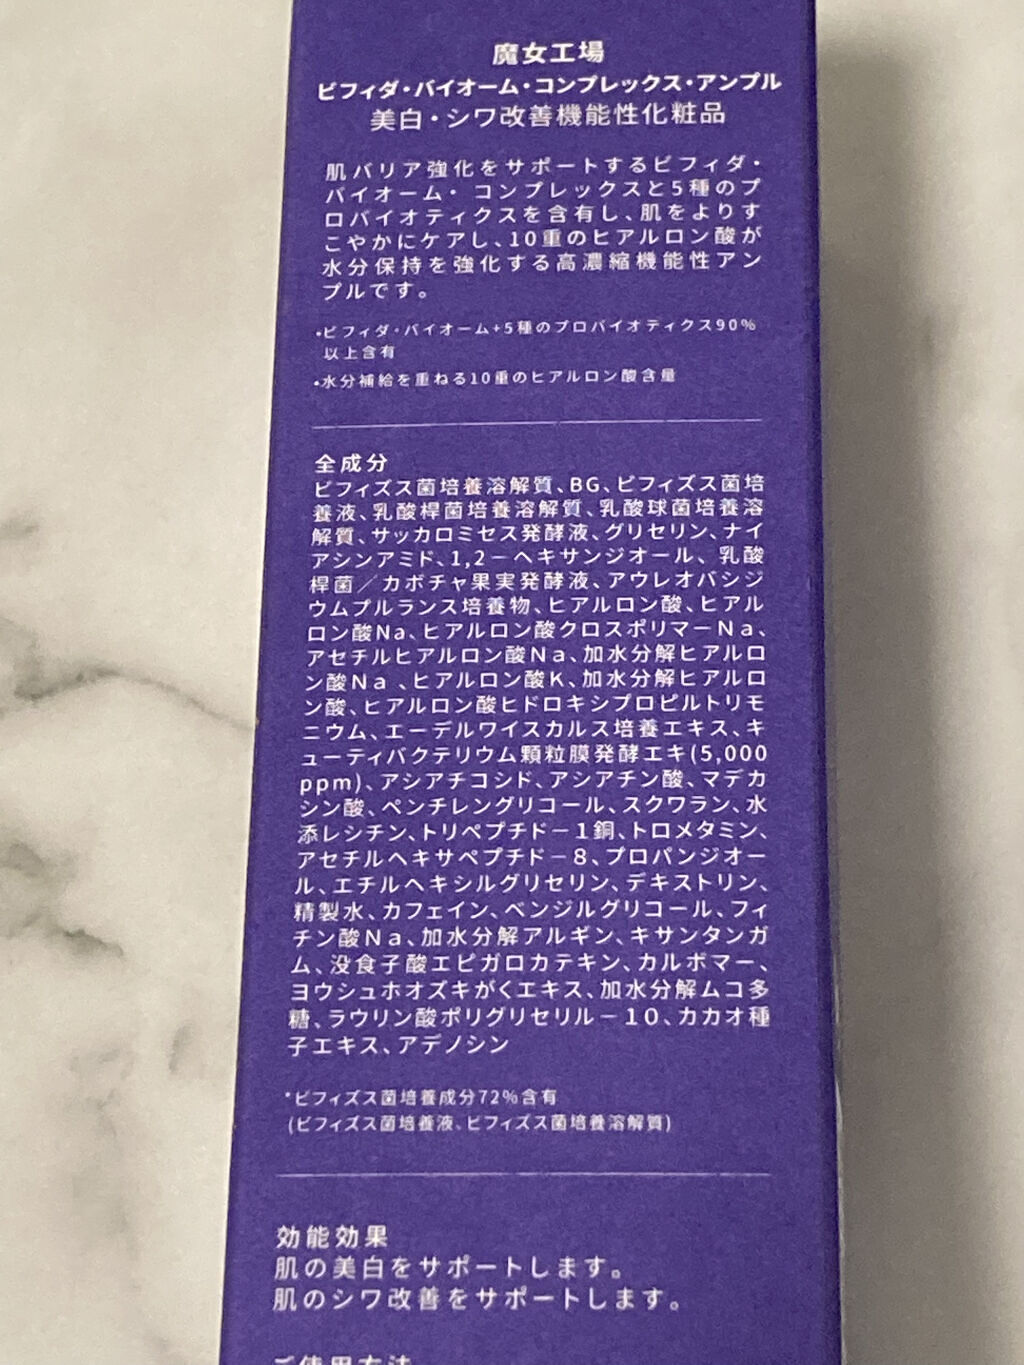 魔女工場
ビフィダ・バイオーム・コンプレックス・アンプル
美白・シワ改善機能性化粧品
肌バリア強化をサポートするビフィダ・
バイオーム・ コンプレックスと5種のプ
ロバイオティクスを含有し、肌をよりす
こやかにケアし、10重のヒアルロン酸が
水分保持を強化する高濃縮機能性アン
プルです。
•ビフィダ・バイオーム+5種のプロバイオティクス90%
以上含有
•水分補給を重ねる10重のヒアルロン酸含量
全成分
ビフィズス菌培養溶解質、BG、ビフィズス菌培
養液、乳酸桿菌培養溶解質、乳酸球菌培養溶
解質、サッカロミセス発酵液、グリセリン、ナイ
アシンアミド、1,2－ヘキサンジオール、 乳酸
桿菌／カボチャ果実発酵液、アウレオバシジ
ウムプルランス培養物、ヒアルロン酸、ヒアル
ロン酸Na、ヒアルロン酸クロスポリマーＮａ、
アセチルヒアルロン酸Ｎａ、加水分解ヒアルロ
ン酸Ｎａ 、ヒアルロン酸Ｋ、加水分解ヒアルロ
ン酸、ヒアルロン酸ヒドロキシプロピルトリモ
ニウム、エーデルワイスカルス培養エキス、キ
ューティバクテリウム顆粒膜発酵エキ(5,000
ppm)、アシアチコシド、アシアチン酸、マデカ
シン酸、ペンチレングリコール、スクワラン、水
添レシチン、トリペプチド－１銅、トロメタミン、
アセチルヘキサペプチド－８、プロパンジオー
ル、エチルヘキシルグリセリン、デキストリン、
精製水、カフェイン、ベンジルグリコール、フィ
チン酸Ｎａ、加水分解アルギン、キサンタンガ
ム、没食子酸エピガロカテキン、カルボマー、
ヨウシュホオズキがくエキス、加水分解ムコ多
糖、ラウリン酸ポリグリセリル－１０、カカオ種
子エキス、アデノシン
*ビフィズス菌培養成分72%含有
(ビフィズス菌培養液、ビフィズス菌培養溶解質)
効能効果
肌の美白をサポートします。
肌のシワ改善をサポートします。
ご使用方法